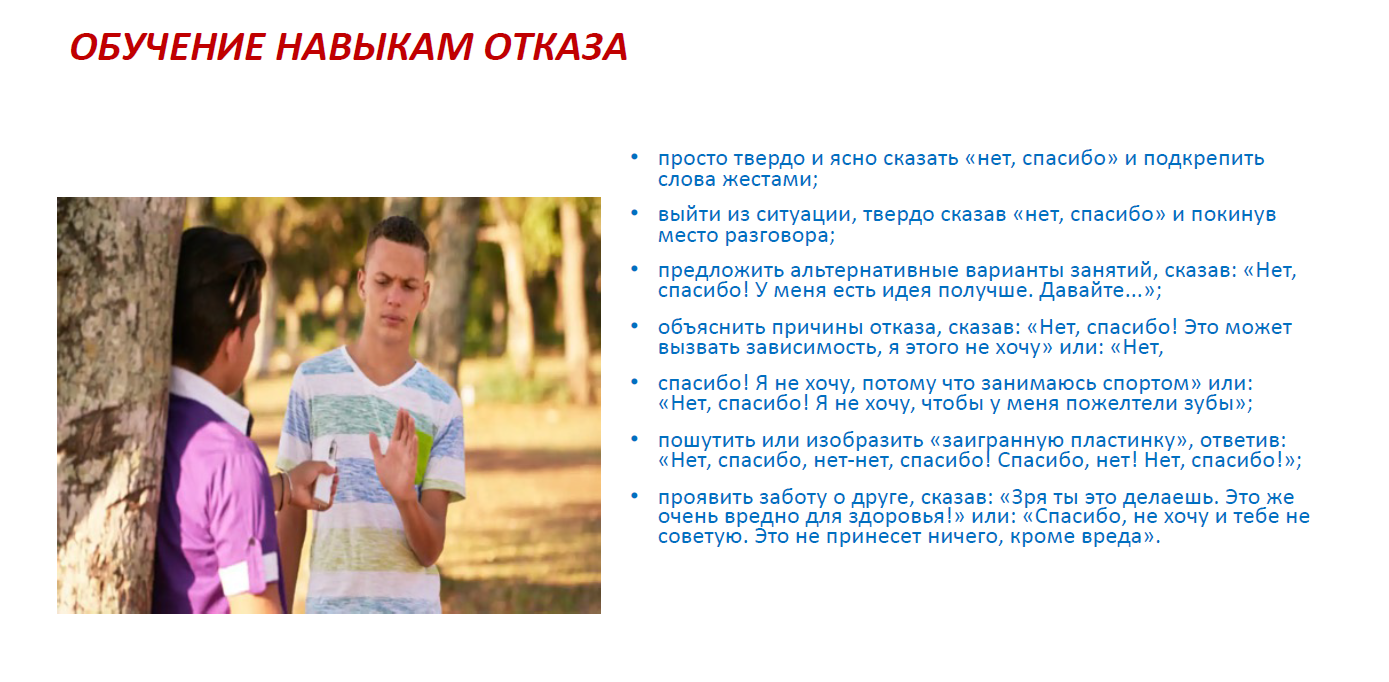 ОБУЧЕНИЕ НАВЫКАМ ОТКАЗА
• просто твердо и ясно сказать «нет, спасибо» и подкрепить
слова жестами;
• выйти из ситуации, твердо сказав «нет, спасибо» и покинув
место разговора;
• предложить альтернативные варианты занятий, сказав: «Нет,
спасибо! У меня есть идея получше. Давайте...»;
• объяснить причины отказа, сказав: «Нет, спасибо! Это может
вызвать зависимость, я этого не хочу» или: «Нет,
• спасибо! Я не хочу, потому что занимаюсь спортом» или:
«Нет, спасибо! Я не хочу, чтобы у меня пожелтели зубы»;
• пошутить или изобразить «заигранную пластинку», ответив:
«Нет, спасибо, нет-нет, спасибо! Спасибо, нет! Нет, спасибо!»;
• проявить заботу о друге, сказав: «Зря ты это делаешь. Это же
очень вредно для здоровья!» или: «Спасибо, не хочу и тебе не
советую. Это не принесет ничего, кроме вреда».